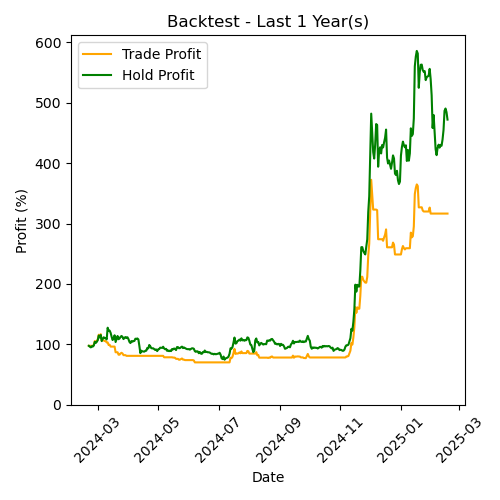 Backtest - Last 1 Year(s)
Trade Profit
Hold Profit
Profit (%)
600
500
400
300
200
100
0
2024-03
2024-05
2024-07
2024-09
2024-11
2025-01
2025-03
Date